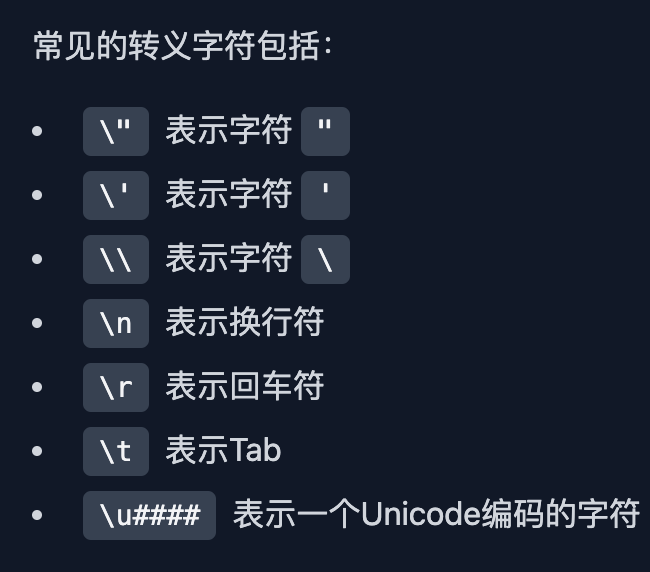 常见的转义字符包括：
• \" 表示字符 "
• \' 表示字符 '
• \\ 表示字符 \
• \n 表示换行符
• \r 表示回车符
• \t 表示Tab
• \u#### 表示一个Unicode编码的字符